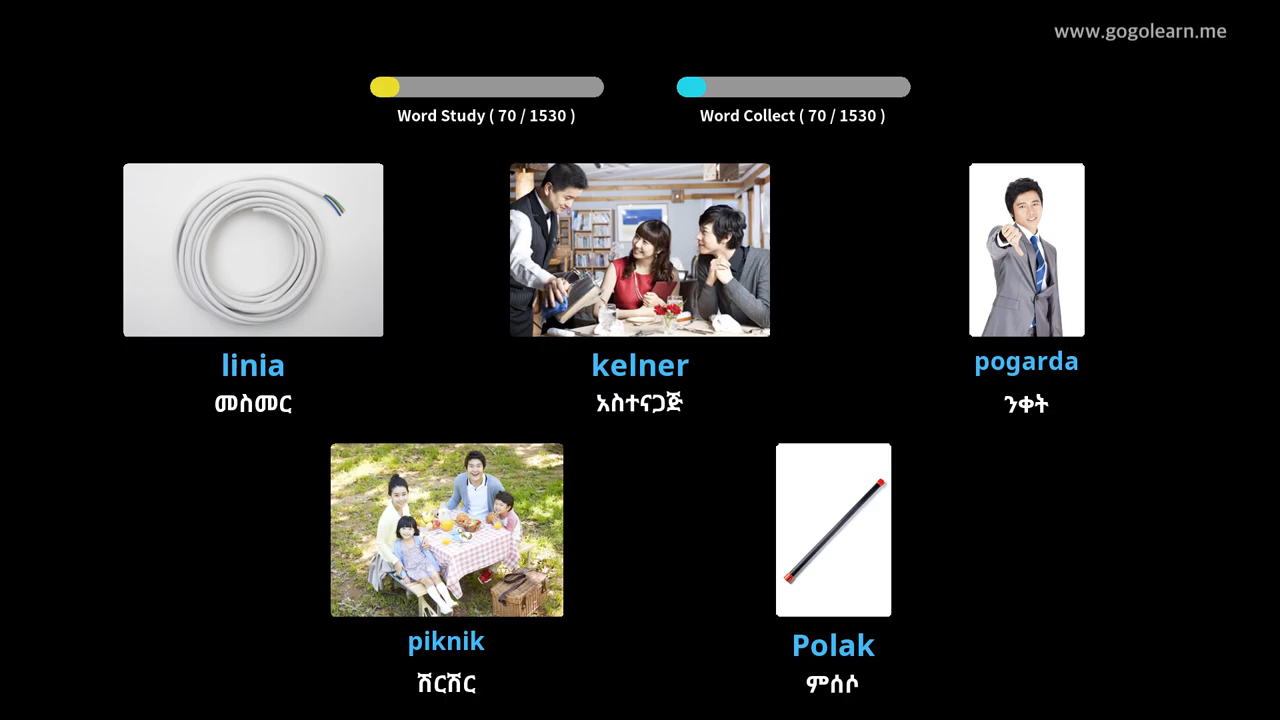 www.gogolearn.me
Word Study ( 70 / 1530 )
Word Collect ( 70 / 1530 )
linia
መስመር
kelner
አስተናጋጅ
pogarda
ንቀት
piknik
ሽርሽር
Polak
ምሰሶ